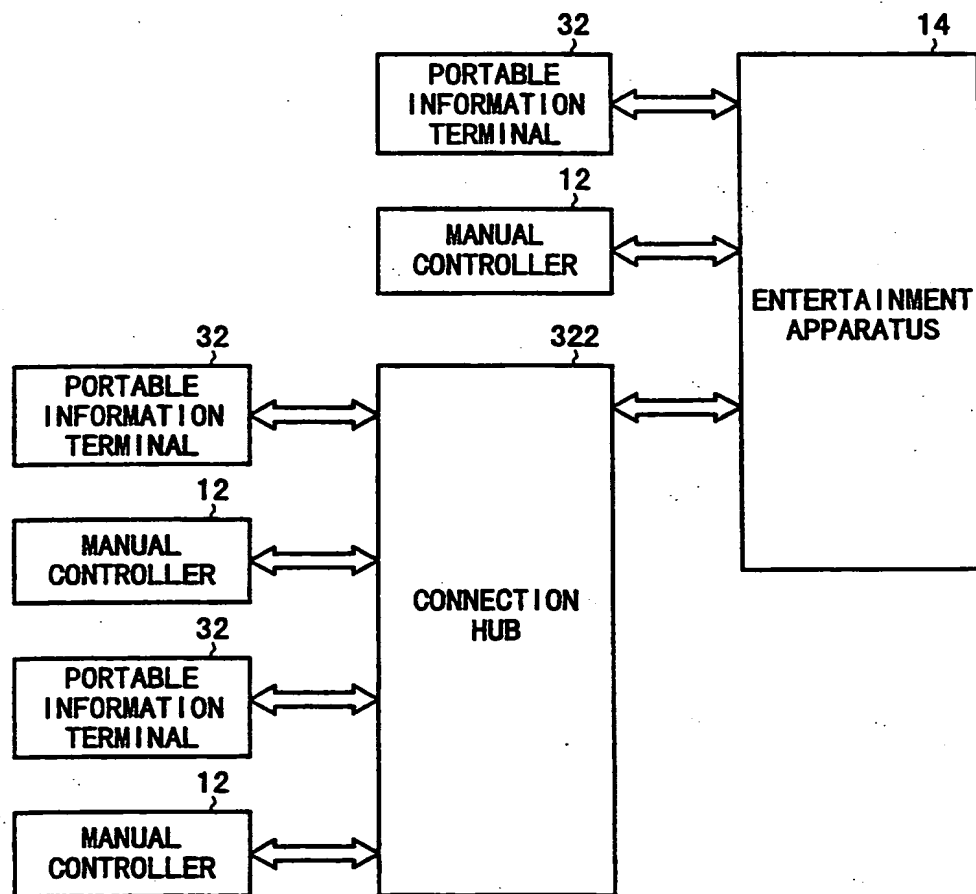 32
PORTABLE
INFORMATION
TERMINAL
14
ENTERTAINMENT
APPARATUS
12
MANUAL
CONTROLLER
32
PORTABLE
INFORMATION
TERMINAL
322
CONNECTION
HUB
12
MANUAL
CONTROLLER
32
PORTABLE
INFORMATION
TERMINAL
12
MANUAL
CONTROLLER